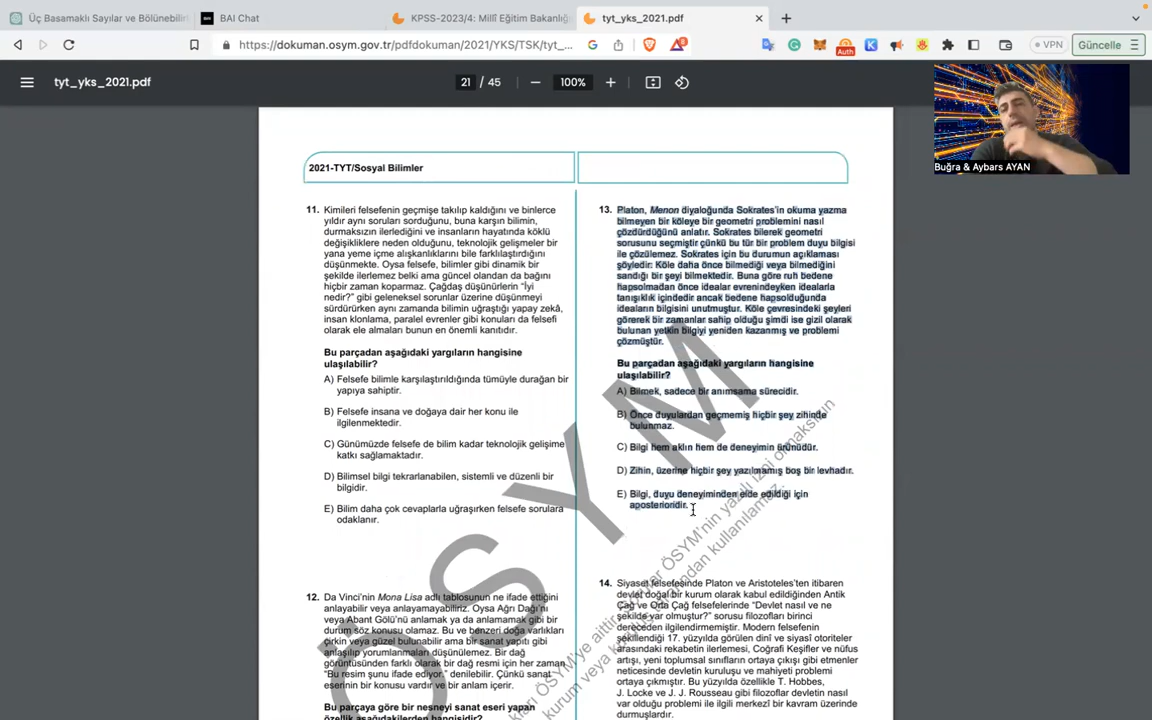 Üç Basamaklı Sayılar ve Bölünebilir
BAI Chat
KPSS-2023/4: Millî Eğitim Bakanlığı
tyt_yks_2021.pdf
https://dokuman.osym.gov.tr/pdfdokuman/2021/YKS/TSK/tyt_...
Auth
8
VPN
Güncelle
tyt_yks_2021.pdf
21 / 45
100%
Buğra & Aybars AYAN
2021-TYT/Sosyal Bilimler
11. Kimileri felsefenin geçmişe takılıp kaldığını ve binlerce
yıldır aynı soruları sorduğunu, buna karşın bilimin,
durmaksızın ilerlediğini ve insanların hayatında köklü
değişikliklere neden olduğunu, teknolojik gelişmeler bir
yana yeme içme alışkanlıklarını bile farklılaştırdığını
düşünmekte. Oysa felsefe, bilimler gibi dinamik bir
şekilde ilerlemez belki ama güncel olandan da bağını
hiçbir zaman koparmaz. Çağdaş düşünürlerin “İyi
nedir?” gibi geleneksel sorunlar üzerine düşünmeyi
sürdürürken aynı zamanda bilimin uğraştığı yapay zekâ,
insan klonlama, paralel evrenler gibi konuları da felsefi
olarak ele almaları bunun en önemli kanıtıdır.
Bu parçadan aşağıdaki yargıların hangisine
ulaşılabilir?
A) Felsefe bilimle karşılaştırıldığında tümüyle durağan bir
yapıya sahiptir.
B) Felsefe insana ve doğaya dair her konu ile
ilgilenmektedir.
C) Günümüzde felsefe de bilim kadar teknolojik gelişime
katkı sağlamaktadır.
D) Bilimsel bilgi tekrarlanabilen, sistemli ve düzenli bir
bilgidir.
E) Bilim daha çok cevaplarla uğraşırken felsefe sorulara
odaklanır.
12. Da Vinci’nin Mona Lisa adlı tablosunun ne ifade ettiğini
anlayabilir veya anlayamayabiliriz. Oysa Ağrı Dağı’nı
veya Abant Gölü’nü anlamak ya da anlamamak gibi bir
durum söz konusu olamaz. Bu ve benzeri doğa varlıkları
çirkin veya güzel bulunabilir ama bir sanat yapıtı gibi
anlaşılıp yorumlanmaları düşünülemez. Bir dağ
görüntüsünden farklı olarak bir dağ resmi için her zaman
“Bu resim şunu ifade ediyor.” denilebilir. Çünkü sanat
eserinin bir konusu vardır ve bir anlam içerir.
Bu parçaya göre bir nesneyi sanat eseri yapan
özellik aşağıdakilerden hangisidir?
13. Platon, Menon diyaloğunda Sokrates’in okuma yazma
bilmeyen bir köleye bir geometri problemini nasıl
çözdürdüğünü anlatır. Sokrates bilerek geometri
sorusunu seçmiştir çünkü bu tür bir problem duyu bilgisi
ile çözülemez. Sokrates için bu durumun açıklaması
şöyledir: Köle daha önce bilmediği veya bilmediğini
sandığı bir şeyi bilmektedir. Buna göre ruh bedene
hapsolmadan önce idealar evrenindeyken idealarla
tanışıklık içindedir ancak bedene hapsolduğunda
ideaların bilgisini unutmuştur. Köle çevresindeki şeyleri
görerek bir zamanlar sahip olduğu şimdi ise gizil olarak
bulunan yetkin bilgiyi yeniden kazanmış ve problemi
çözmüştür.
Bu parçadan aşağıdaki yargıların hangisine
ulaşılabilir?
A) Bilmek, sadece bir anımsama sürecidir.
B) Önce duyulardan geçmemiş hiçbir şey zihinde
bulunmaz.
C) Bilgi hem aklın hem de deneyimin ürünüdür.
D) Zihin, üzerine hiçbir şey yazılmamış boş bir levhadır.
E) Bilgi, duyu deneyiminden elde edildiği için
aposterioridir.
14. Siyaset felsefesinde Platon ve Aristoteles’ten itibaren
devlet doğal bir kurum olarak kabul edildiğinden Antik
Çağ ve Orta Çağ felsefelerinde “Devlet nasıl ve ne
şekilde var olmuştur?” sorusu filozofları birinci
dereceden ilgilendirmemiştir. Modern felsefenin
şekillendiği 17. yüzyılda görülen dinî ve siyasi otoriteler
arasındaki rekabetin ilerlemesi, Coğrafi Keşifler ve nüfus
artışı, yeni toplumsal sınıfların ortaya çıkışı gibi etmenler
neticesinde devletin kuruluşu ve mahiyeti problemi
ortaya çıkmıştır. Bu yüzyılda özellikle T. Hobbes,
J. Locke ve J. J. Rousseau gibi filozoflar devletin nasıl
var olduğu problemi ile ilgili merkezî bir kavram üzerinde
durmuşlardır.
ÖSYM